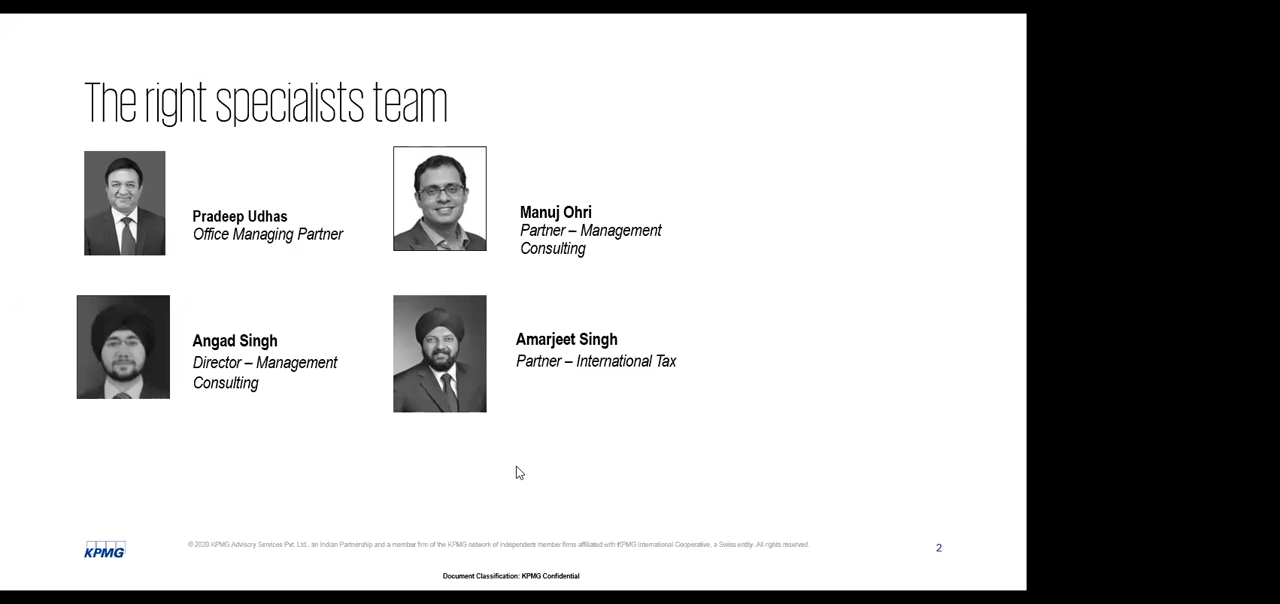 The right specialists team
Pradeep Udhas
Office Managing Partner
Manuj Ohri
Partner – Management
Consulting
Angad Singh
Director – Management
Consulting
Amarjeet Singh
Partner – International Tax
KPMG
© 2020 KPMG Advisory Services Pvt. Ltd., an Indian Partnership and a member firm of the KPMG network of independent member firms affiliated with KPMG International Cooperative, a Swiss entity. All rights reserved.
2
Document Classification: KPMG Confidential